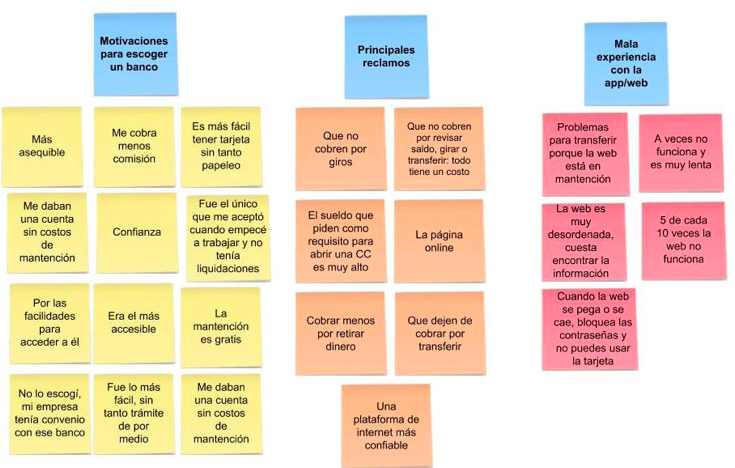 Motivaciones
para escoger
un banco
Más
asequible
Me cobra
menos
comisión
Es más fácil
tener tarjeta
sin tanto
papeleo
Me daban
una cuenta
sin costos
de
mantención
Confianza
Fue el único
que me aceptó
cuando empecé
a trabajar y no
tenía
liquidaciones
Por las
facilidades
para
acceder a él
Era el más
accesible
La
mantención
es gratis
No lo escogí,
mi empresa
tenía convenio
con ese banco
Fue lo más
fácil, sin
tanto trámite
de por
medio
Me daban
una cuenta
sin costos
de
mantención
Principales
reclamos
Que no
cobren por
giros
Que no cobren
por revisar
saldo, girar o
transferir: todo
tiene un costo
El sueldo que
piden como
requisito para
abrir una CC
es muy alto
La página
online
Cobrar menos
por retirar
dinero
Que dejen de
cobrar por
transferir
Una
plataforma de
internet más
confiable
Mala
experiencia
con la
app/web
Problemas
para transferir
porque la web
está en
mantención
A veces no
funciona y
es muy lenta
La web es
muy
desordenada,
cuesta
encontrar la
información
5 de cada
10 veces la
web no
funciona
Cuando la web
se pega o se
cae, bloquea las
contraseñas y
no puedes usar
la tarjeta